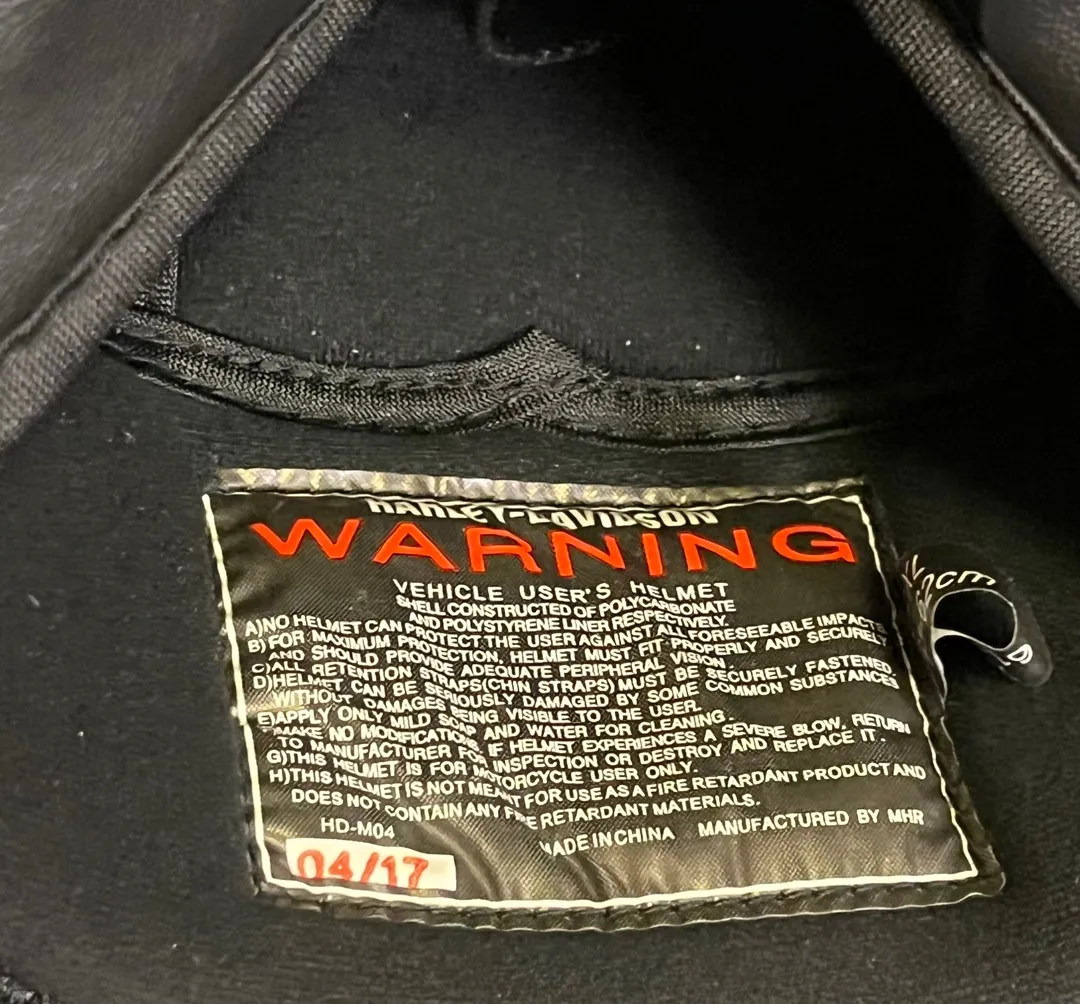 HARLEY-DAVIDSON
WARNING
VEHICLE USER'S HELMET
SHELL CONSTRUCTED OF POLYCARBONATE
AND POLYSTYRENE LINER RESPECTIVELY.
A)NO HELMET CAN PROTECT THE USER AGAINST ALL FORESEEABLE IMPACTS
B)FOR MAXIMUM PROTECTION, HELMET MUST FIT PROPERLY AND SECURELY
AND SHOULD PROVIDE ADEQUATE PERIPHERAL VISION.
C)ALL RETENTION STRAPS(CHIN STRAPS) MUST BE SECURELY FASTENED.
D)HELMET CAN BE SERIOUSLY DAMAGED BY SOME COMMON SUBSTANCES
WITHOUT DAMAGES BEING VISIBLE TO THE USER.
E)APPLY ONLY MILD SOAP AND WATER FOR CLEANING.
MAKE NO MODIFICATIONS. IF HELMET EXPERIENCES A SEVERE BLOW, RETURN
TO MANUFACTURER FOR INSPECTION OR DESTROY AND REPLACE IT.
G)THIS HELMET IS FOR MOTORCYCLE USER ONLY.
H)THIS HELMET IS NOT MEANT FOR USE AS A FIRE RETARDANT PRODUCT AND
DOES NOT CONTAIN ANY FIRE RETARDANT MATERIALS.
HD-M04
MADE IN CHINA MANUFACTURED BY MHR
04/17